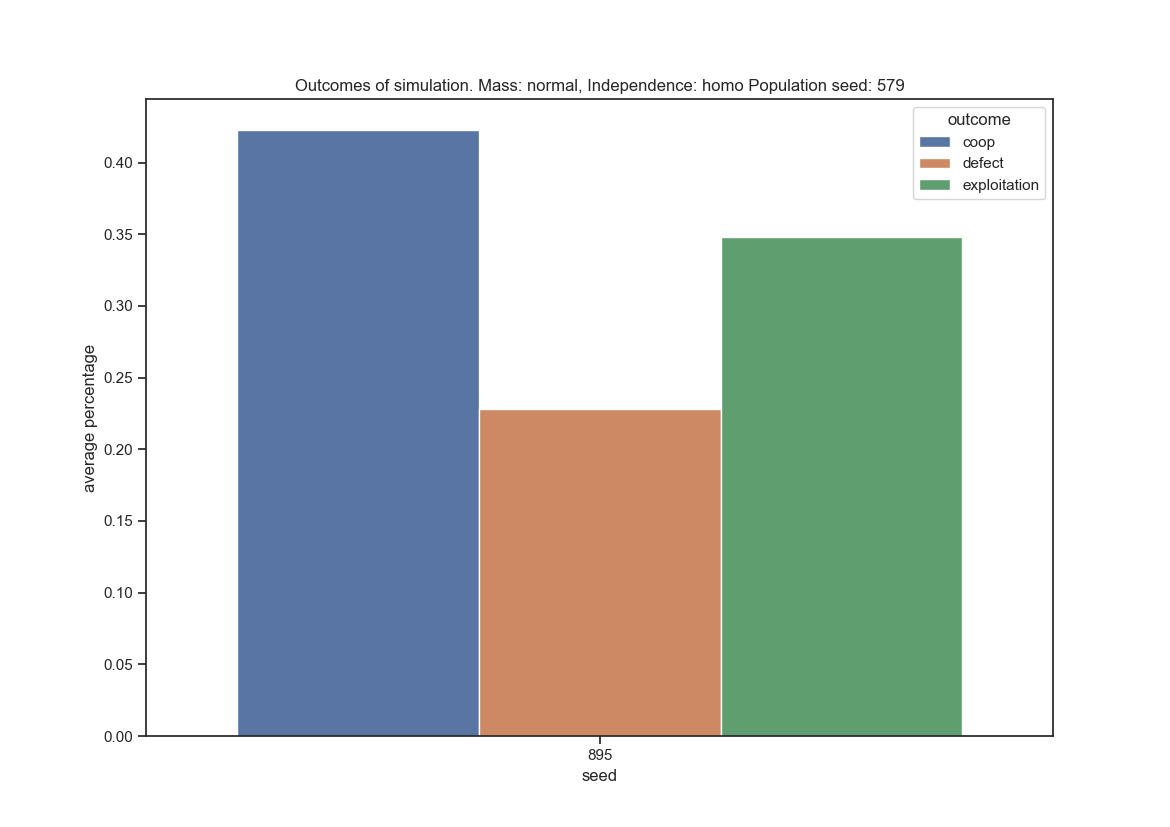 Outcomes of simulation. Mass: normal, Independence: homo Population seed: 579
outcome
coop
defect
exploitation
average percentage
0.40
0.35
0.30
0.25
0.20
0.15
0.10
0.05
0.00
895
seed